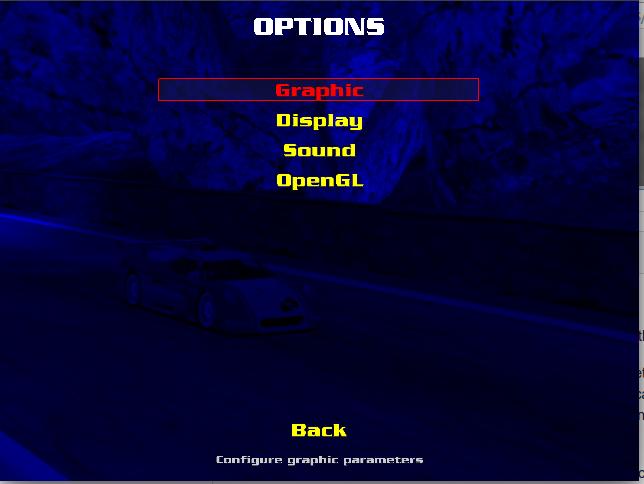 OPTIONS
Graphic
Display
Sound
OpenGL
Back
Configure graphic parameters